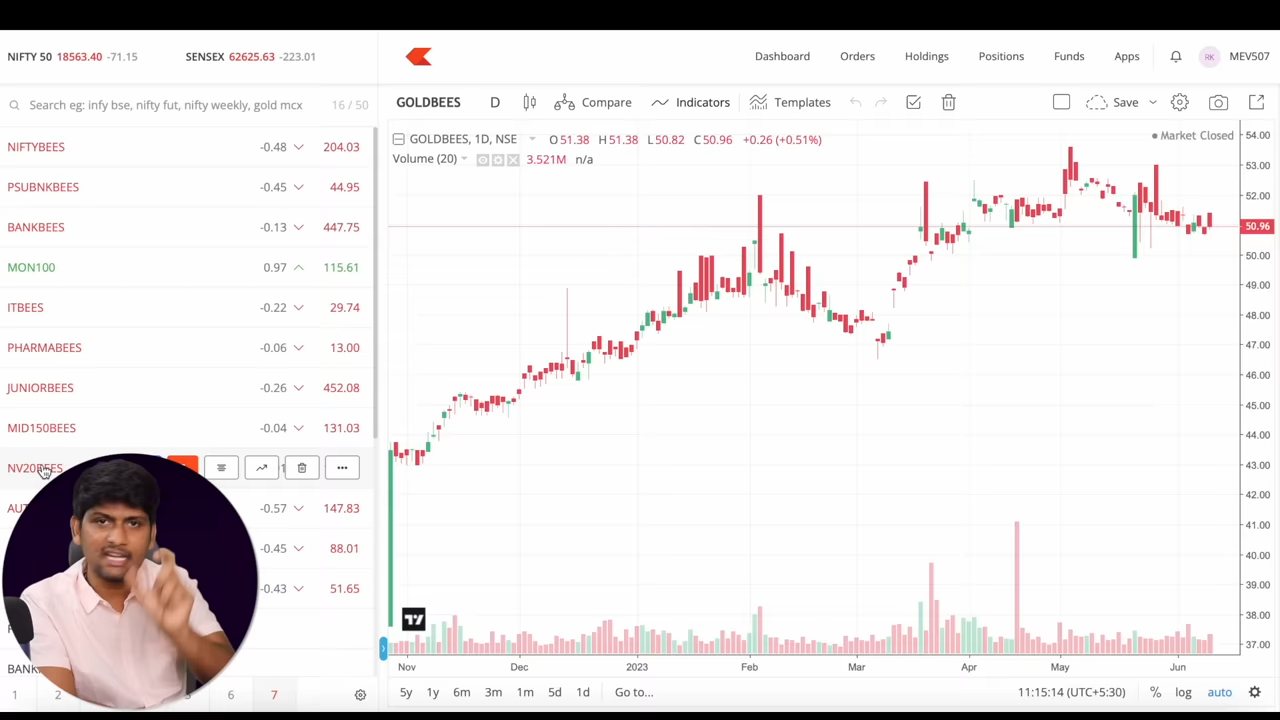 NIFTY 50 18563.40 -71.15 SENSEX 62625.63 -223.01
Dashboard Orders Holdings Positions Funds Apps RK MEV507
Search eg: infy bse, nifty fut, nifty weekly, gold mcx 16 / 50
GOLDBEES D Compare Indicators Templates Save
NIFTYBEES -0.48 204.03
PSUBNKBEES -0.45 44.95
BANKBEES -0.13 447.75
MON100 0.97 115.61
ITBEES -0.22 29.74
PHARMABEES -0.06 13.00
JUNIORBEES -0.26 452.08
MID150BEES -0.04 131.03
-0.57 147.83
-0.45 88.01
-0.43 51.65
BANK
1 2 6 7
GOLDBEES, 1D, NSE O51.38 H51.38 L50.82 C50.96 +0.26 (+0.51%)
Market Closed
Volume (20) 3.521M n/a
54.00
53.00
52.00
50.96
50.00
49.00
48.00
47.00
46.00
45.00
44.00
43.00
42.00
41.00
40.00
39.00
38.00
37.00
Nov Dec 2023 Feb Mar Apr May Jun
5y 1y 6m 3m 1m 5d 1d Go to... 11:15:14 (UTC+5:30) % log auto